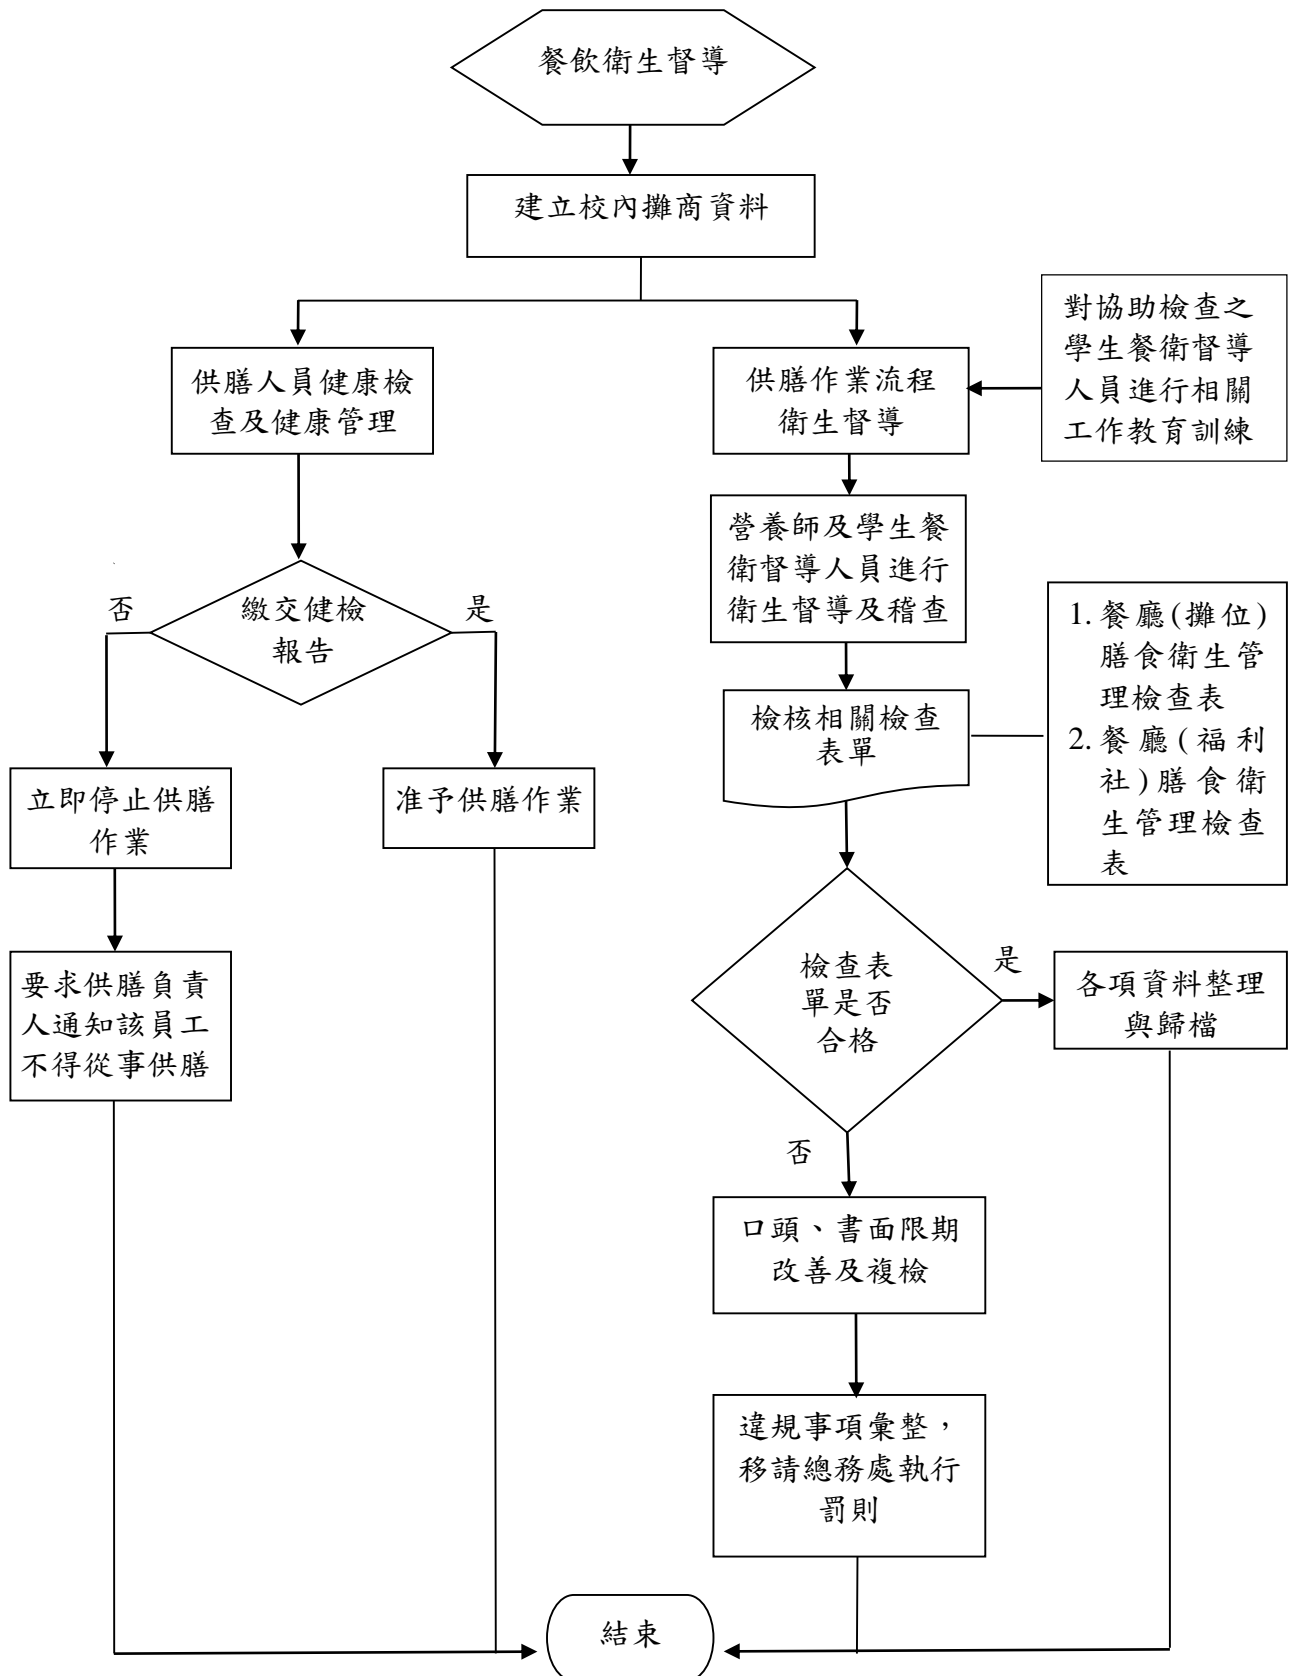 餐飲衛生督導
建立校內攤商資料
供膳人員健康檢
查及健康管理
供膳作業流程
衛生督導
對協助檢查之
學生餐衛督導
人員進行相關
工作教育訓練
營養師及學生餐
衛督導人員進行
衛生督導及稽查
否
繳交健檢
報告
是
檢核相關檢查
表單
1. 餐廳(攤位)
膳食衛生管
理檢查表
2. 餐廳(福利
社)膳食衛
生管理檢查
表
立即停止供膳
作業
准予供膳作業
要求供膳負責
人通知該員工
不得從事供膳
檢查表
單是否
合格
是
各項資料整理
與歸檔
否
口頭、書面限期
改善及複檢
違規事項彙整，
移請總務處執行
罰則
結束